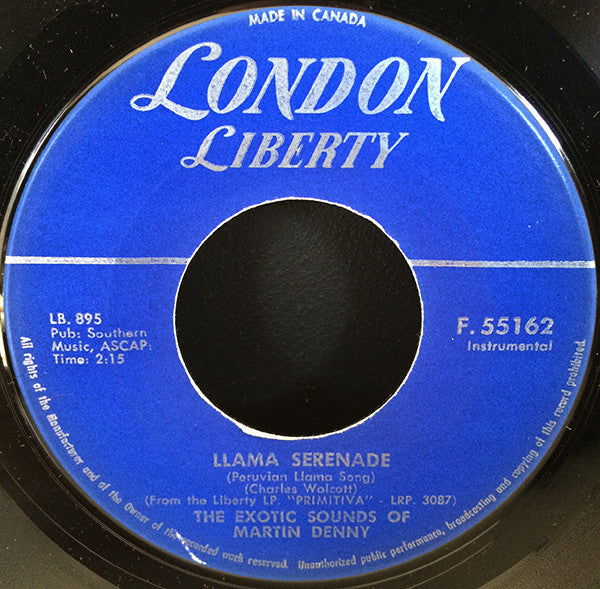 MADE IN CANADA
LONDON
LIBERTY
LB. 895
Pub: Southern
Music, ASCAP:
Time: 2:15
F. 55162
Instrumental
LLAMA SERENADE
(Peruvian Llama Song)
(Charles Wolcott)
(From the Liberty LP. "PRIMITIVA" - LRP. 3087)
THE EXOTIC SOUNDS OF
MARTIN DENNY
All rights of the Manufacturer and of the Owner of the recorded work reserved. Unauthorized public performance, broadcasting and copying of this record prohibited.